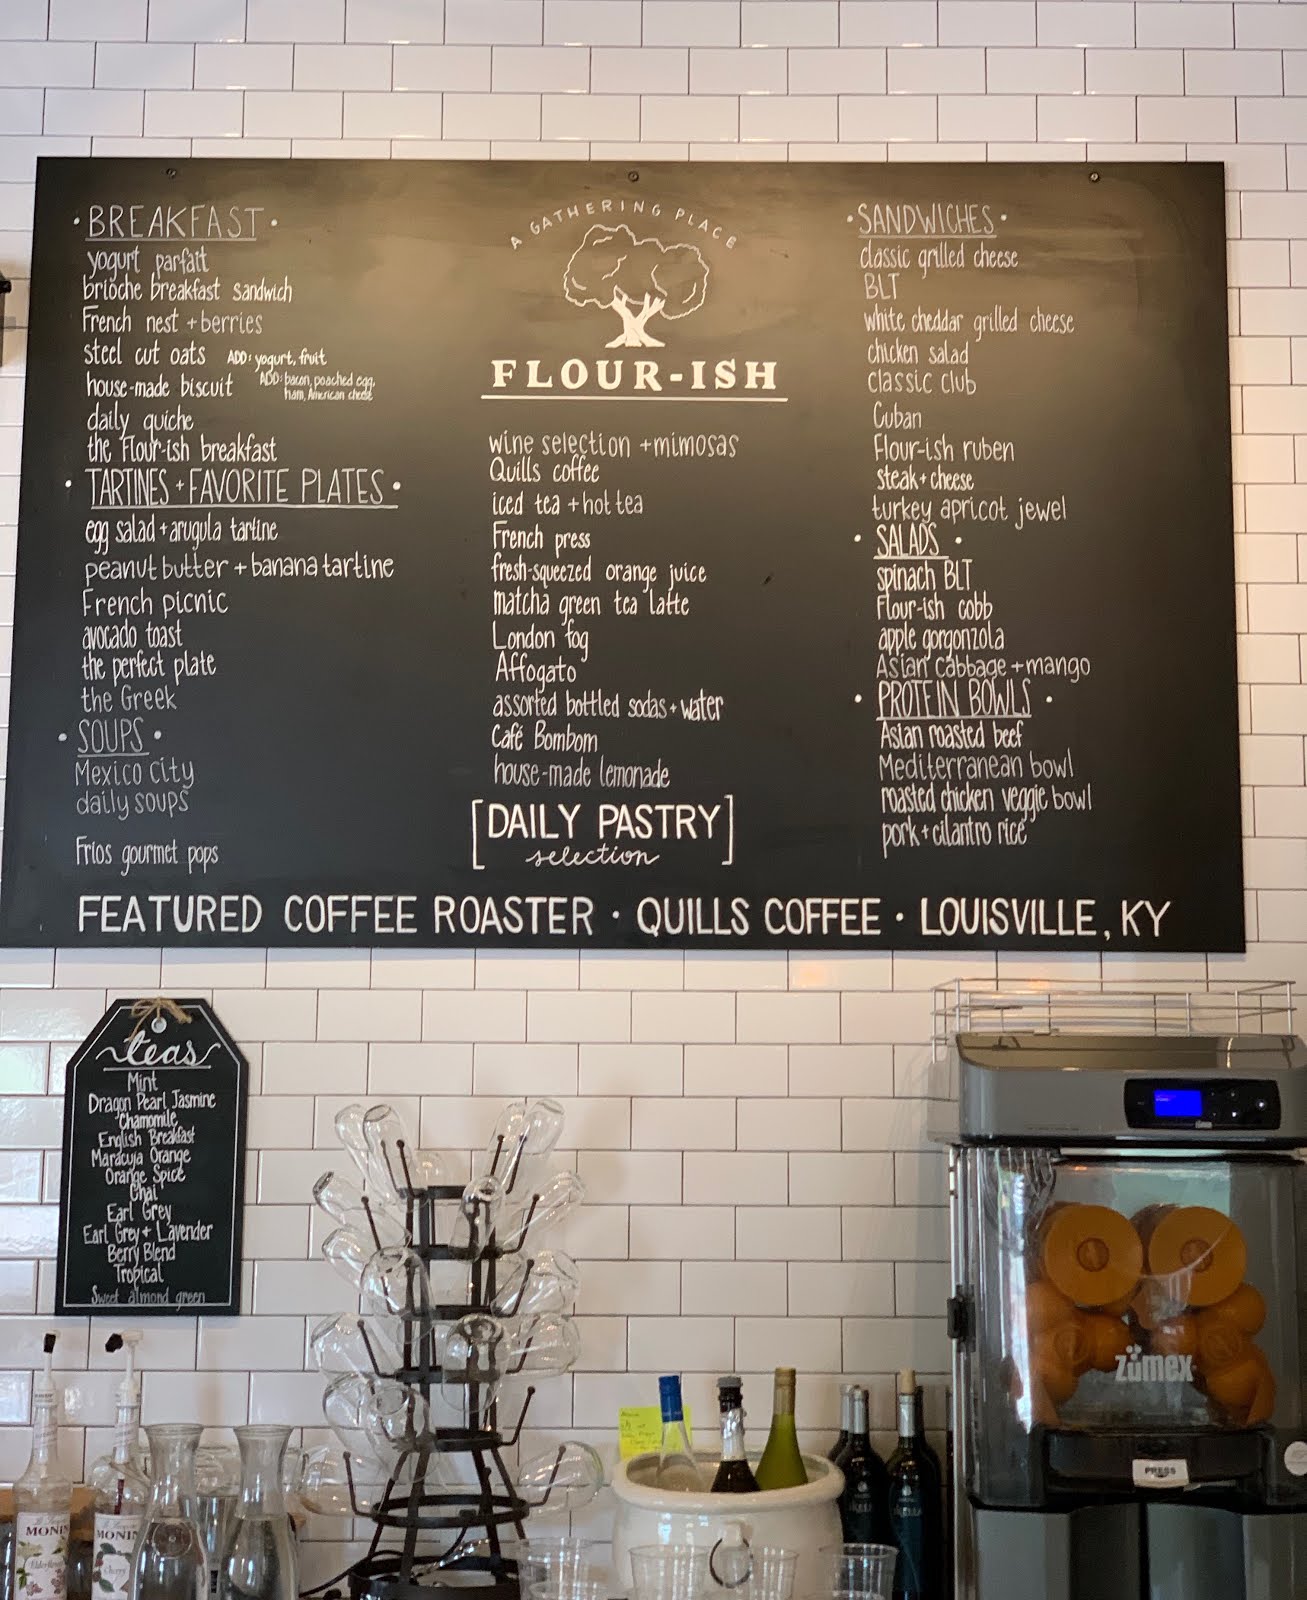 • BREAKFAST •
yogurt parfait
brioche breakfast sandwich
French nest + berries
steel cut oats ADD: yogurt, fruit
house-made biscuit ADD: bacon, poached egg,
ham, American cheese
daily quiche
the Flour-ish breakfast
• TARTINES + FAVORITE PLATES •
egg salad + arugula tartine
peanut butter + banana tartine
French picnic
avocado toast
the perfect plate
the Greek
• SOUPS •
Mexico city
daily soups
Frios gourmet pops
A GATHERING PLACE
FLOUR-ISH
wine selection + mimosas
Quills coffee
iced tea + hot tea
French press
fresh-squeezed orange juice
matcha green tea latte
London fog
Affogato
assorted bottled sodas + water
Café Bombom
house-made lemonade
[DAILY PASTRY
selection]
• SANDWICHES •
classic grilled cheese
BLT
white cheddar grilled cheese
chicken salad
classic club
Cuban
Flour-ish ruben
steak + cheese
turkey apricot jewel
• SALADS •
spinach BLT
Flour-ish cobb
apple gorgonzola
Asian cabbage + mango
• PROTEIN BOWLS •
Asian roasted beef
Mediterranean bowl
roasted chicken veggie bowl
pork + cilantro rice
FEATURED COFFEE ROASTER • QUILLS COFFEE • LOUISVILLE, KY
teas
Mint
Dragon Pearl Jasmine
Chamomile
English Breakfast
Maracuja Orange
Orange Spice
Chai
Earl Grey
Earl Grey + Lavender
Berry Blend
Tropical
Sweet almond green
MONIN
MONIN
Cherry
zumex
PRESS